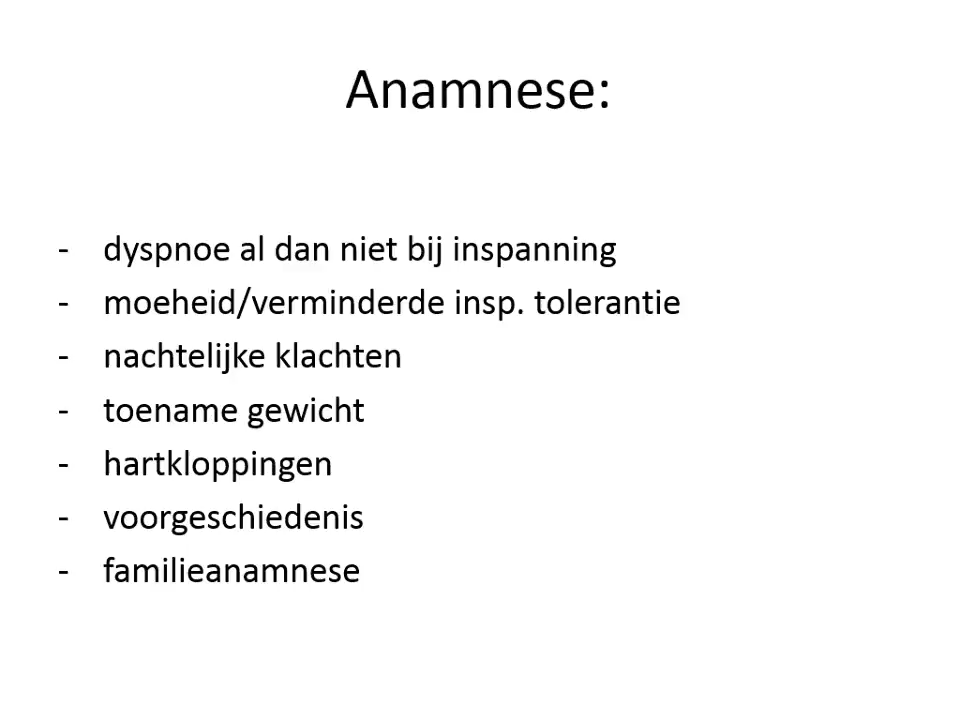 Anamnese:
- dyspnoe al dan niet bij inspanning
- moeheid/verminderde insp. tolerantie
- nachtelijke klachten
- toename gewicht
- hartkloppingen
- voorgeschiedenis
- familieanamnese